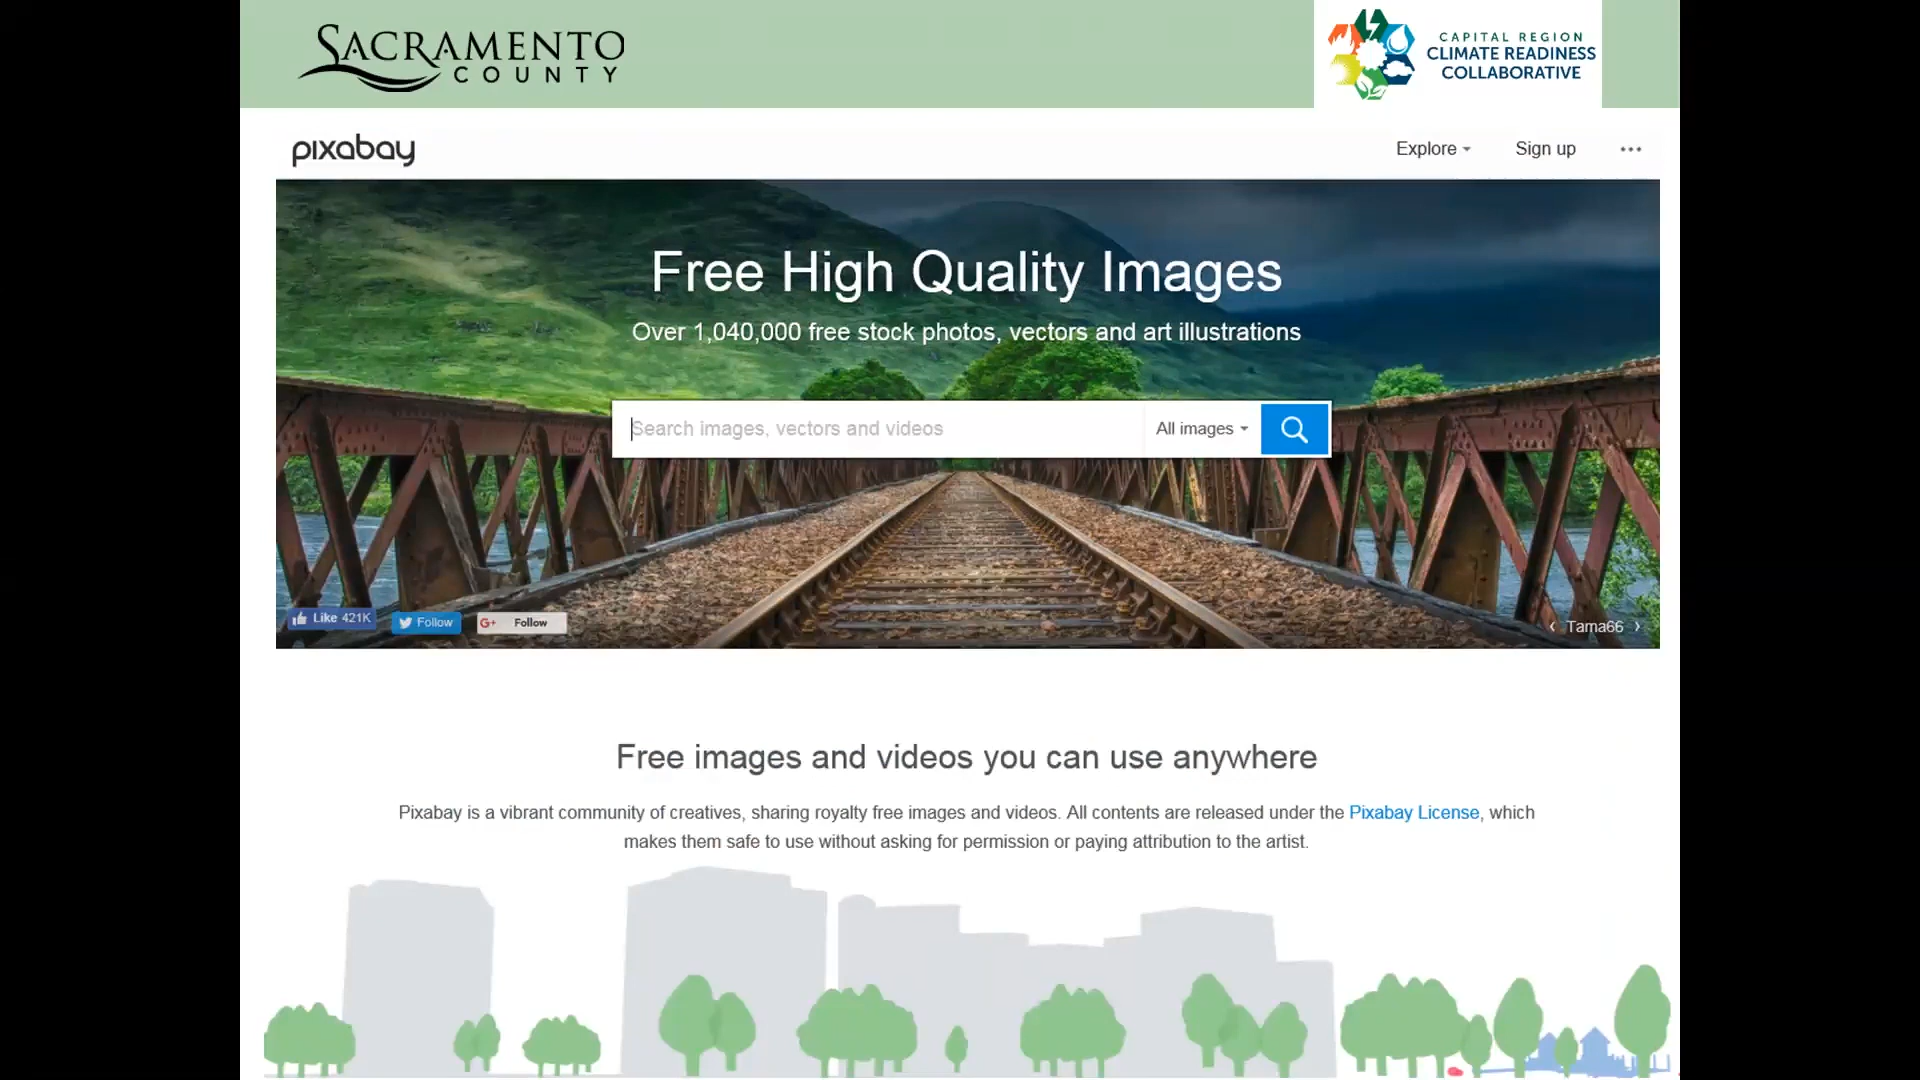 SACRAMENTO
COUNTY
CAPITAL REGION
CLIMATE READINESS
COLLABORATIVE
pixabay
Explore
Sign up
Free High Quality Images
Over 1,040,000 free stock photos, vectors and art illustrations
Search images, vectors and videos
All images
Like 421K
Follow
G+ Follow
Tama66
Free images and videos you can use anywhere
Pixabay is a vibrant community of creatives, sharing royalty free images and videos. All contents are released under the Pixabay License, which
makes them safe to use without asking for permission or paying attribution to the artist.